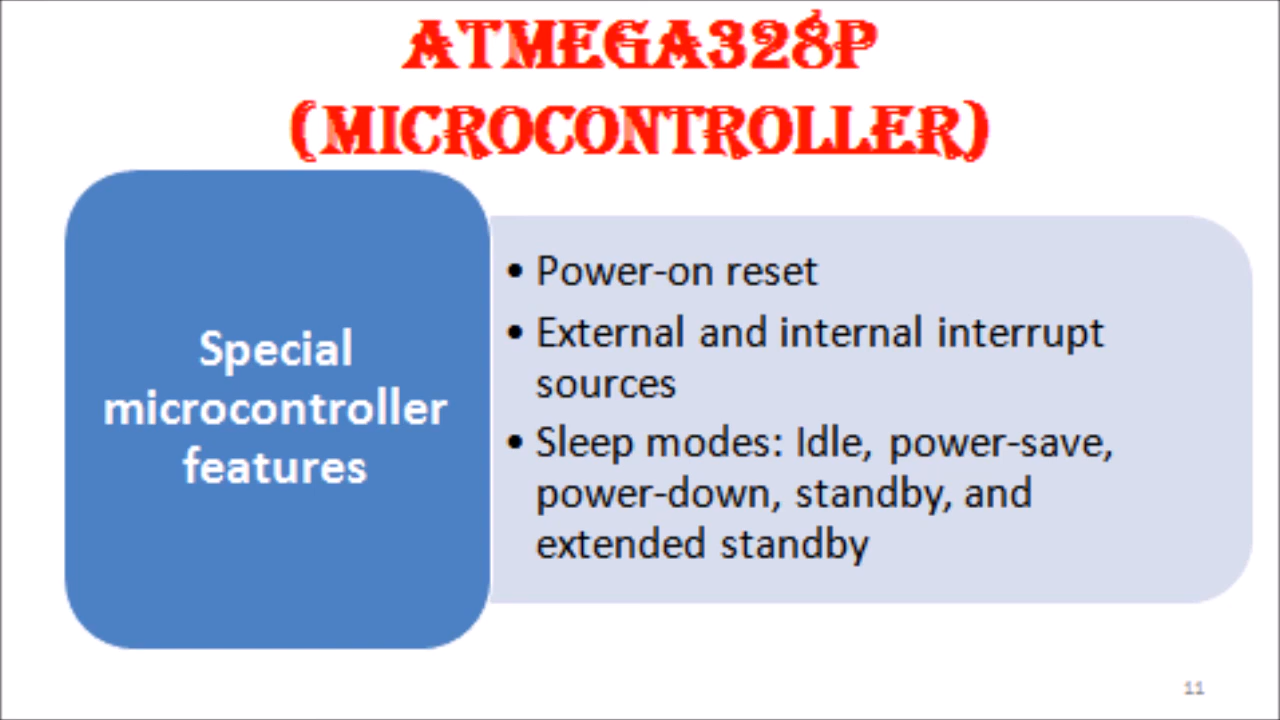 ATMEGA328P
(MICROCONTROLLER)
Special
microcontroller
features
• Power-on reset
• External and internal interrupt
sources
• Sleep modes: Idle, power-save,
power-down, standby, and
extended standby
11